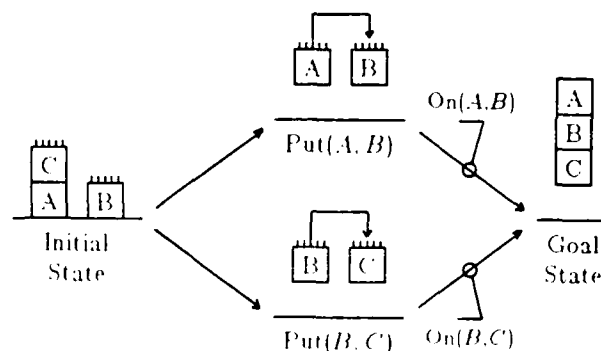 A B
On(A,B)
Put(A,B)
A
B
C
C
A B
Initial
State
B C
Put(B,C)
On(B,C)
Goal
State